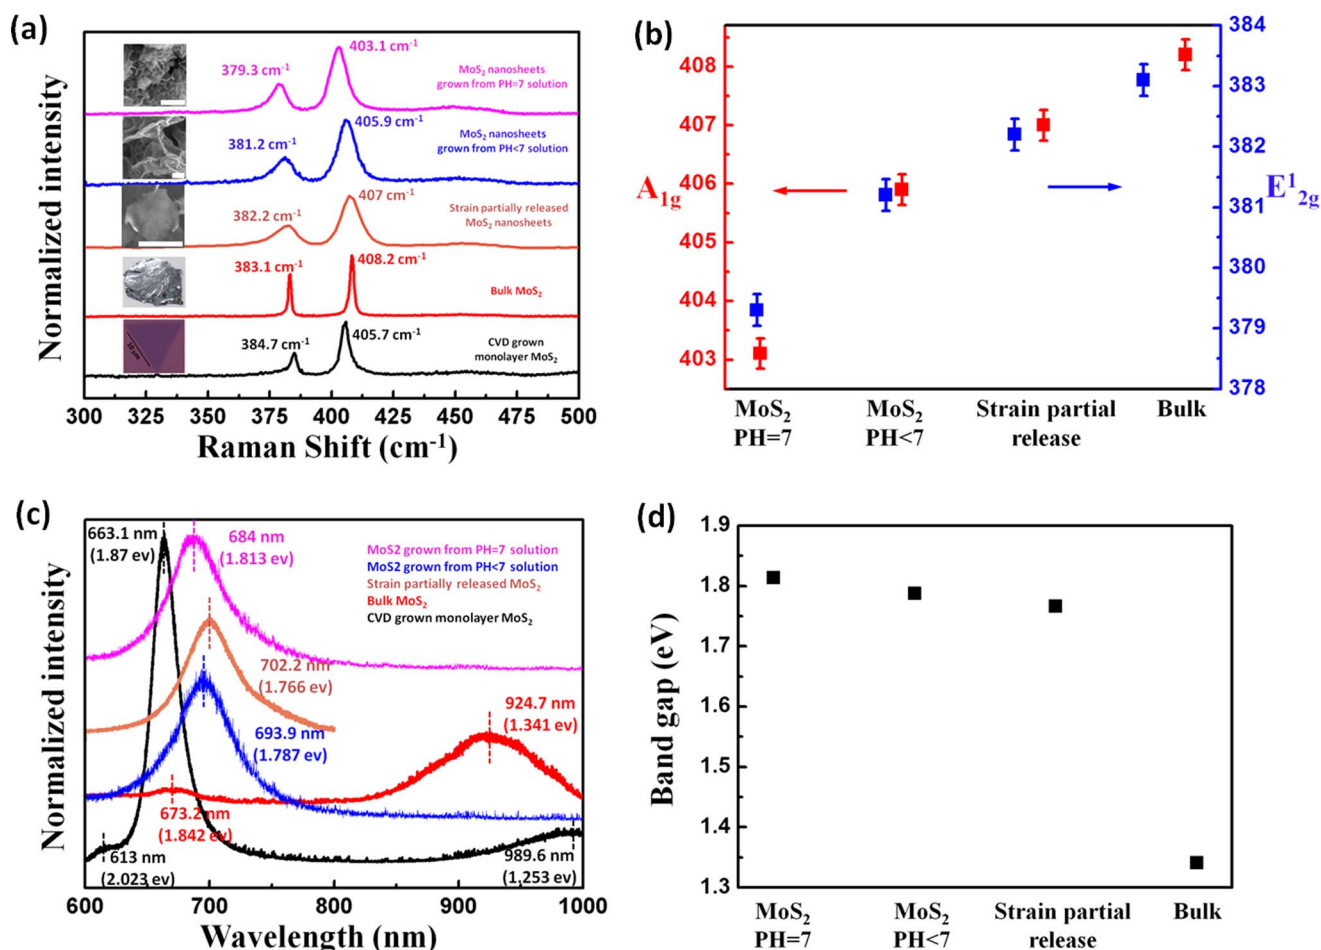 (a)
Normalized intensity
379.3 cm⁻¹
403.1 cm⁻¹
MoS₂ nanosheets
grown from PH=7 solution
381.2 cm⁻¹
405.9 cm⁻¹
MoS₂ nanosheets
grown from PH<7 solution
382.2 cm⁻¹
407 cm⁻¹
Strain partially released
MoS₂ nanosheets
383.1 cm⁻¹
408.2 cm⁻¹
Bulk MoS₂
10 μm
384.7 cm⁻¹
405.7 cm⁻¹
CVD grown
monolayer MoS₂
300 325 350 375 400 425 450 475 500
Raman Shift (cm⁻¹)
(b)
408
407
406
405
404
403
A₁g
384
383
382
381
380
379
378
E¹₂g
MoS₂
PH=7
MoS₂
PH<7
Strain partial
release
Bulk
(c)
Normalized intensity
663.1 nm
(1.87 ev)
684 nm
(1.813 ev)
MoS2 grown from PH=7 solution
MoS2 grown from PH<7 solution
Strain partially released MoS₂
Bulk MoS₂
CVD grown monolayer MoS₂
702.2 nm
(1.766 ev)
693.9 nm
(1.787 ev)
924.7 nm
(1.341 ev)
673.2 nm
(1.842 ev)
613 nm
(2.023 ev)
989.6 nm
(1.253 ev)
600 700 800 900 1000
Wavelength (nm)
(d)
Band gap (eV)
1.9
1.8
1.7
1.6
1.5
1.4
1.3
MoS₂
PH=7
MoS₂
PH<7
Strain partial
release
Bulk